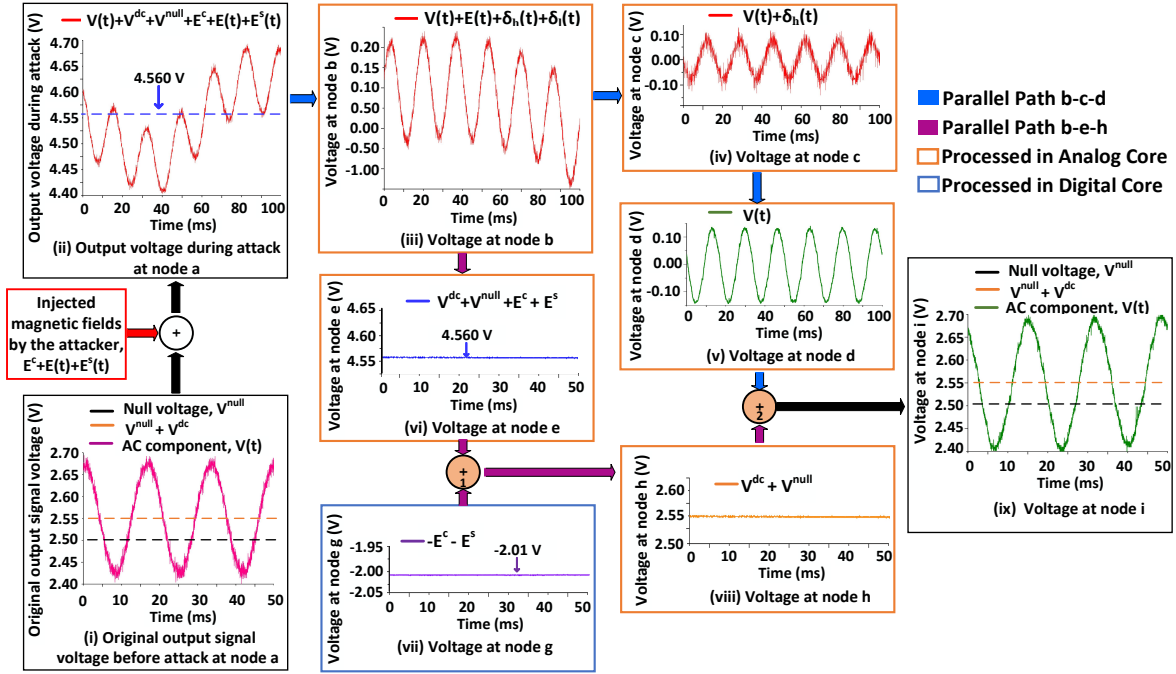 V(t)+V^dc+V^null+E^c+E(t)+E^s(t)
Output voltage during attack (V)
4.70
4.65
4.60
4.55
4.50
4.45
4.40
4.560 V
0 20 40 60 80 100
Time (ms)
(ii) Output voltage during attack
at node a
V(t)+E(t)+δ_h(t)+δ_l(t)
Voltage at node b (V)
0.20
0.10
0.00
-0.10
-1.00
0 20 40 60 80 100
Time (ms)
(iii) Voltage at node b
V(t)+δ_h(t)
Voltage at node c (V)
0.10
0.00
-0.10
0 20 40 60 80 100
Time (ms)
(iv) Voltage at node c
Parallel Path b-c-d
Parallel Path b-e-h
Processed in Analog Core
Processed in Digital Core
Injected
magnetic fields
by the attacker,
E^c+E(t)+E^s(t)
+
V^dc+V^null+E^c + E^s
Voltage at node e (V)
4.65
4.60
4.55
4.560 V
0 10 20 30 40 50
Time (ms)
(vi) Voltage at node e
V(t)
Voltage at node d (V)
0.10
0.00
-0.10
0 20 40 60 80 100
Time (ms)
(v) Voltage at node d
Null voltage, V^null
V^null + V^dc
AC component, V(t)
Voltage at node i (V)
2.70
2.65
2.60
2.55
2.50
2.45
2.40
0 10 20 30 40 50
Time (ms)
(ix) Voltage at node i
Null voltage, V^null
V^null + V^dc
AC component, V(t)
Original output signal voltage (V)
2.70
2.65
2.60
2.55
2.50
2.45
2.40
0 10 20 30 40 50
Time (ms)
(i) Original output signal
voltage before attack at node a
+
1
+
2
-E^c - E^s
Voltage at node g (V)
-1.95
-2.00
-2.05
-2.01 V
0 10 20 30 40 50
Time (ms)
(vii) Voltage at node g
V^dc + V^null
Voltage at node h (V)
2.60
2.55
2.50
0 10 20 30 40 50
Time (ms)
(viii) Voltage at node h